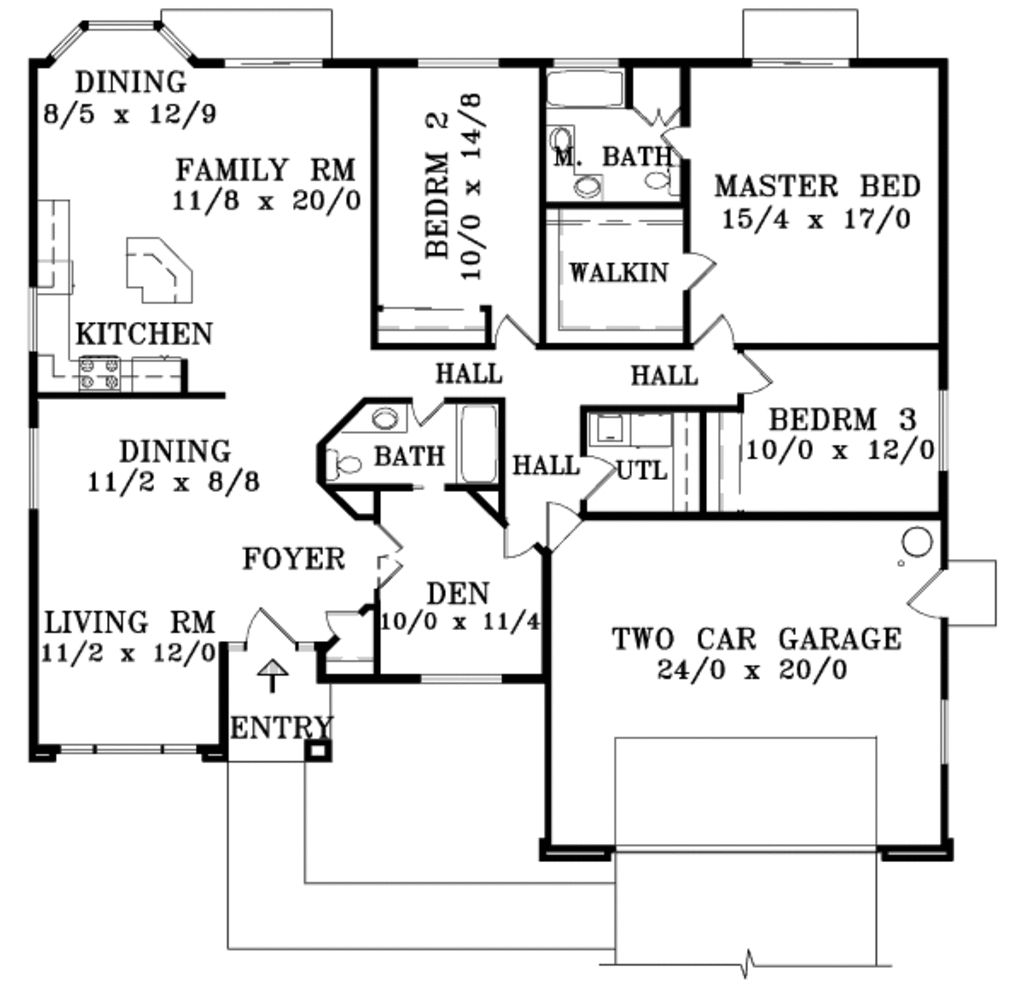 DINING
8/5 x 12/9
FAMILY RM
11/8 x 20/0
BEDRM 2
10/0 x 14/8
M. BATH
MASTER BED
15/4 x 17/0
WALKIN
KITCHEN
HALL
HALL
BEDRM 3
10/0 x 12/0
DINING
11/2 x 8/8
BATH
HALL
UTL
FOYER
DEN
10/0 x 11/4
LIVING RM
11/2 x 12/0
TWO CAR GARAGE
24/0 x 20/0
ENTRY